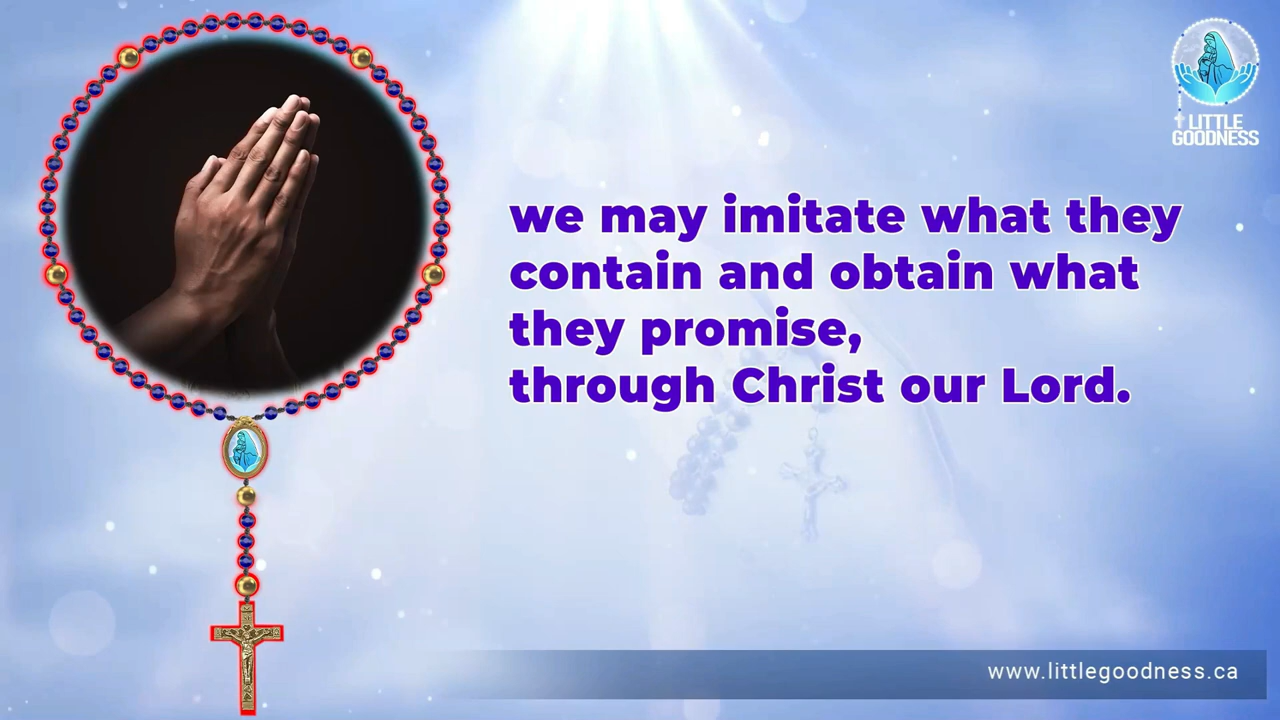 LITTLE
GOODNESS
we may imitate what they
contain and obtain what
they promise,
through Christ our Lord.
www.littlegoodness.ca